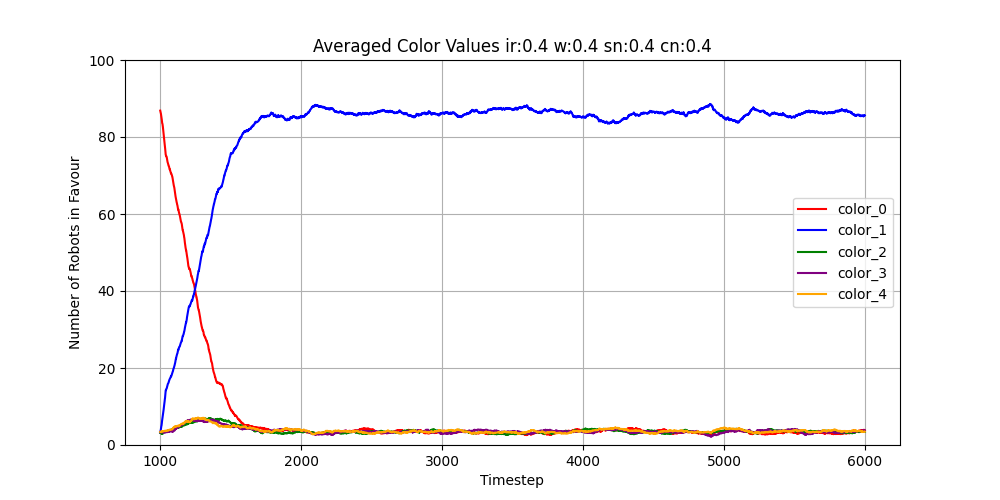 Averaged Color Values ir:0.4 w:0.4 sn:0.4 cn:0.4
Number of Robots in Favour
100
80
60
40
20
0
color_0
color_1
color_2
color_3
color_4
1000 2000 3000 4000 5000 6000
Timestep